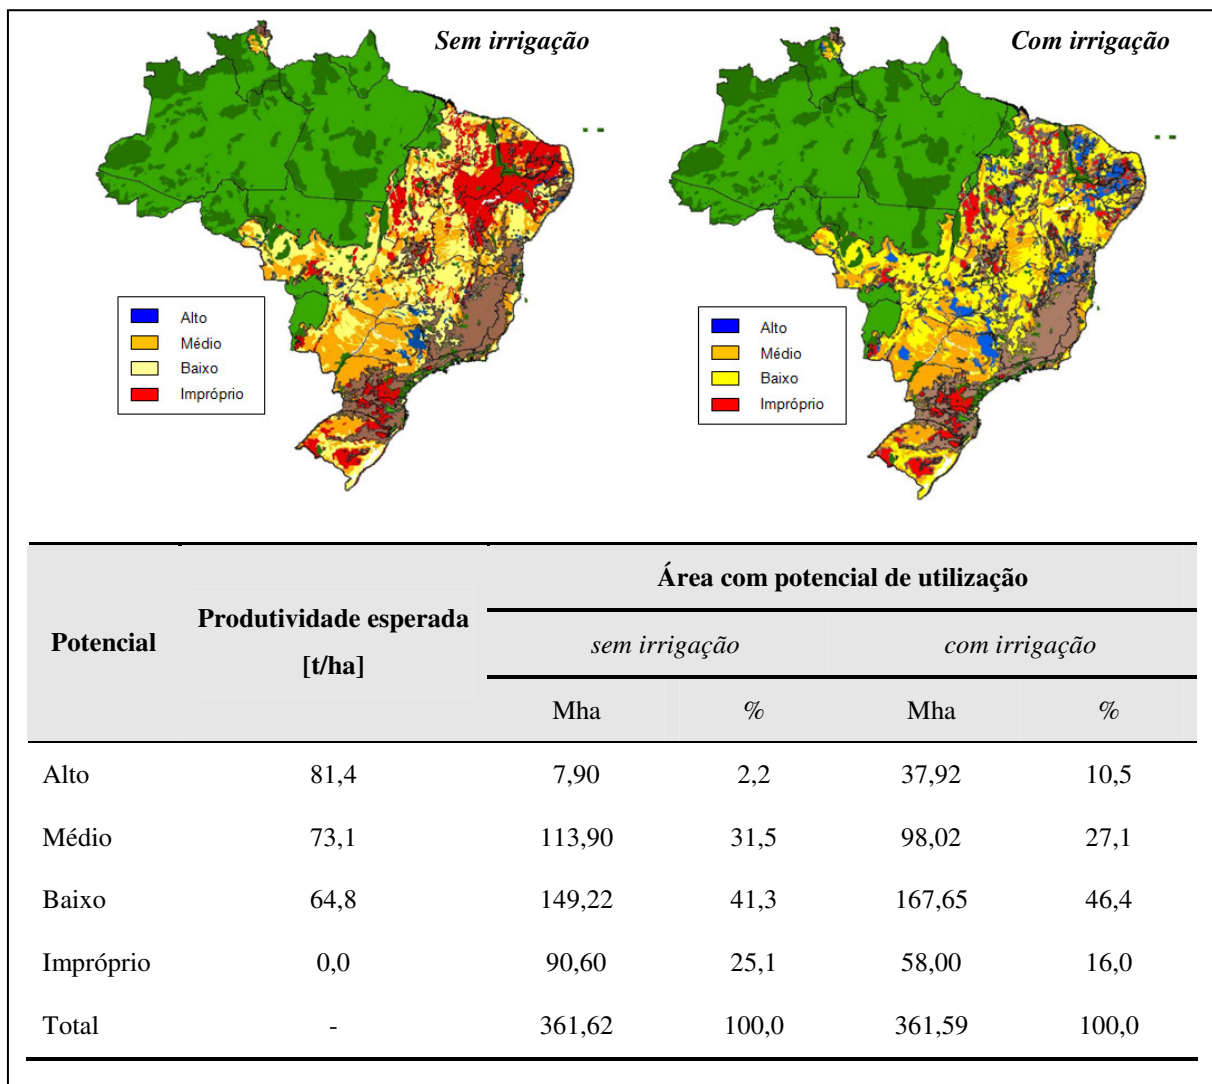 Sem irrigação
Com irrigação
Alto
Médio
Baixo
Impróprio
Alto
Médio
Baixo
Impróprio
Potencial
Produtividade esperada
[t/ha]
Área com potencial de utilização
sem irrigação
com irrigação
Mha % Mha %
Alto 81,4 7,90 2,2 37,92 10,5
Médio 73,1 113,90 31,5 98,02 27,1
Baixo 64,8 149,22 41,3 167,65 46,4
Impróprio 0,0 90,60 25,1 58,00 16,0
Total - 361,62 100,0 361,59 100,0